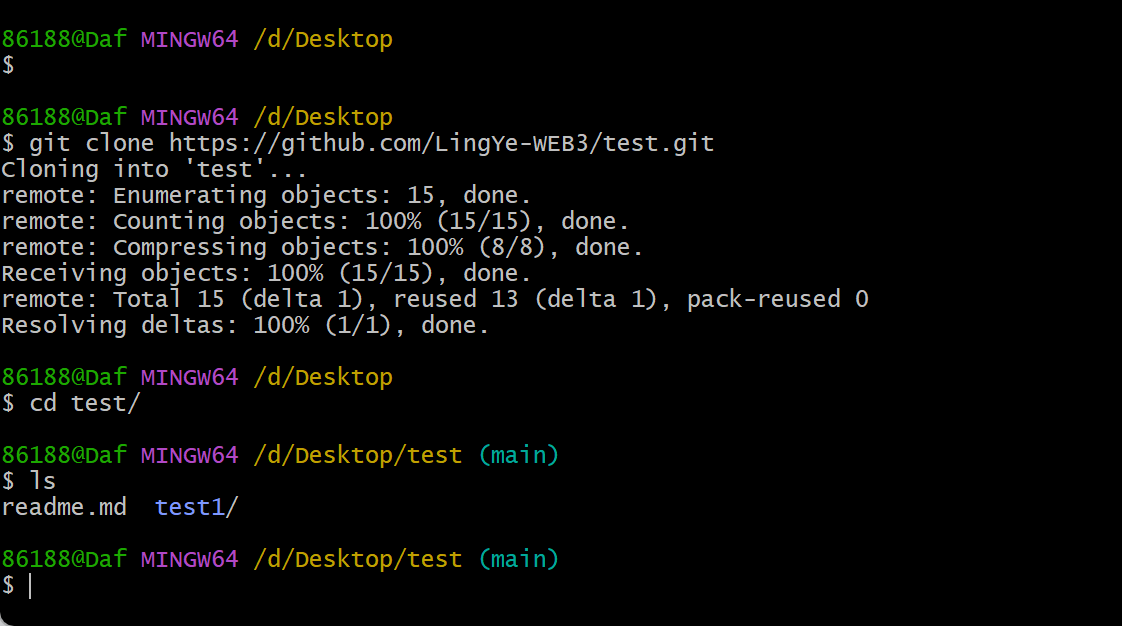 86188@Daf MINGW64 /d/Desktop
$
86188@Daf MINGW64 /d/Desktop
$ git clone https://github.com/LingYe-WEB3/test.git
Cloning into 'test'...
remote: Enumerating objects: 15, done.
remote: Counting objects: 100% (15/15), done.
remote: Compressing objects: 100% (8/8), done.
Receiving objects: 100% (15/15), done.
remote: Total 15 (delta 1), reused 13 (delta 1), pack-reused 0
Resolving deltas: 100% (1/1), done.
86188@Daf MINGW64 /d/Desktop
$ cd test/
86188@Daf MINGW64 /d/Desktop/test (main)
$ ls
readme.md  test1/
86188@Daf MINGW64 /d/Desktop/test (main)
$